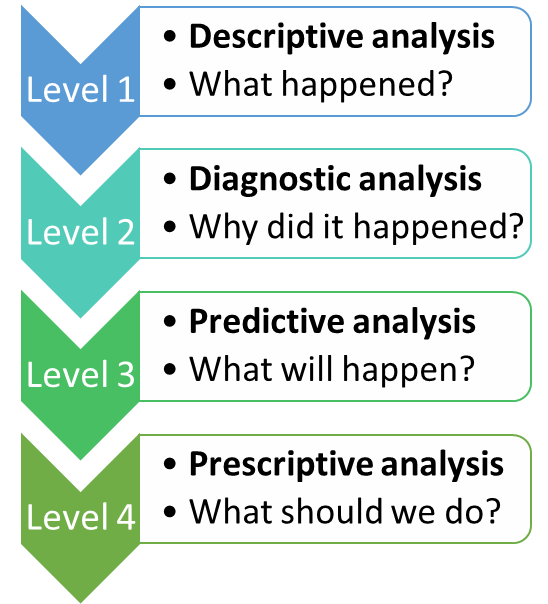 Level 1
• Descriptive analysis
• What happened?
Level 2
• Diagnostic analysis
• Why did it happened?
Level 3
• Predictive analysis
• What will happen?
Level 4
• Prescriptive analysis
• What should we do?